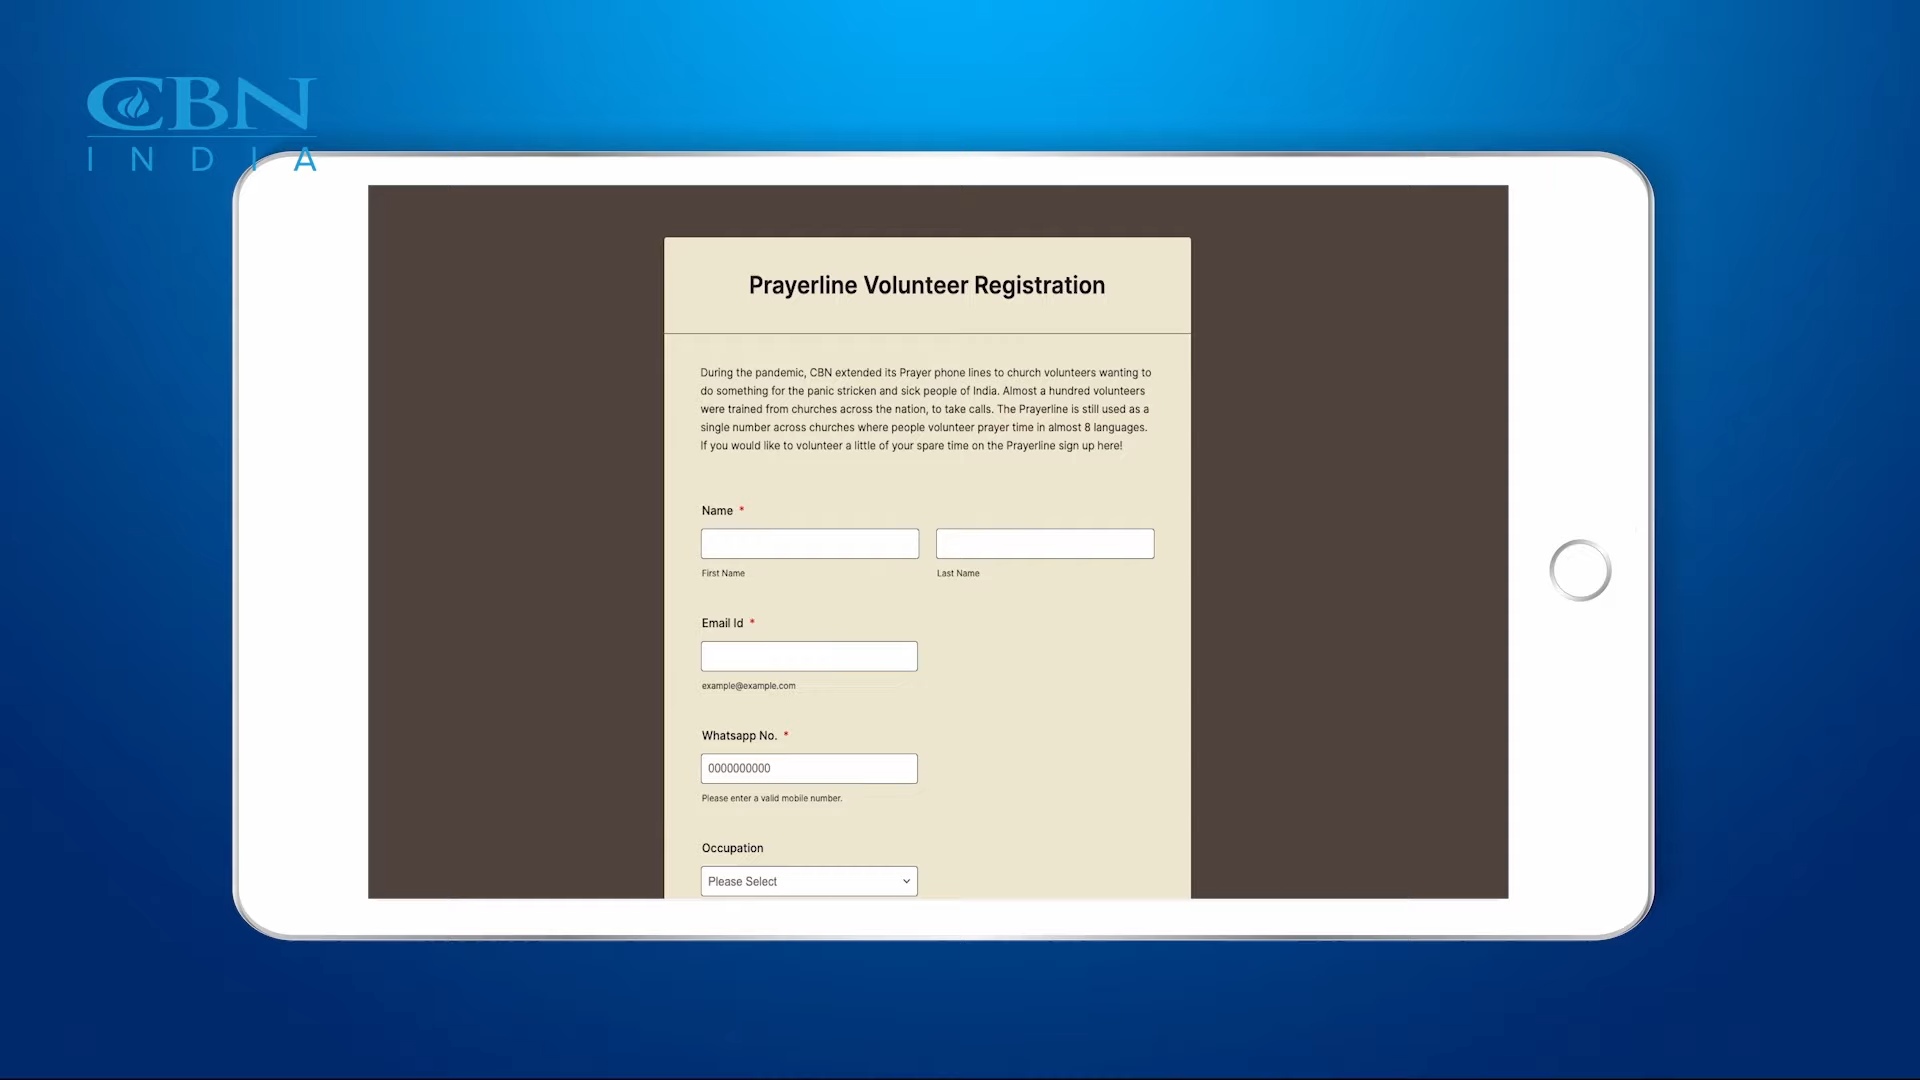 CBN
INDIA
Prayerline Volunteer Registration
During the pandemic, CBN extended its Prayer phone lines to church volunteers wanting to
do something for the panic stricken and sick people of India. Almost a hundred volunteers
were trained from churches across the nation, to take calls. The Prayerline is still used as a
single number across churches where people volunteer prayer time in almost 8 languages.
If you would like to volunteer a little of your spare time on the Prayerline sign up here!
Name *
First Name Last Name
Email Id *
example@example.com
Whatsapp No. *
0000000000
Please enter a valid mobile number.
Occupation
Please Select